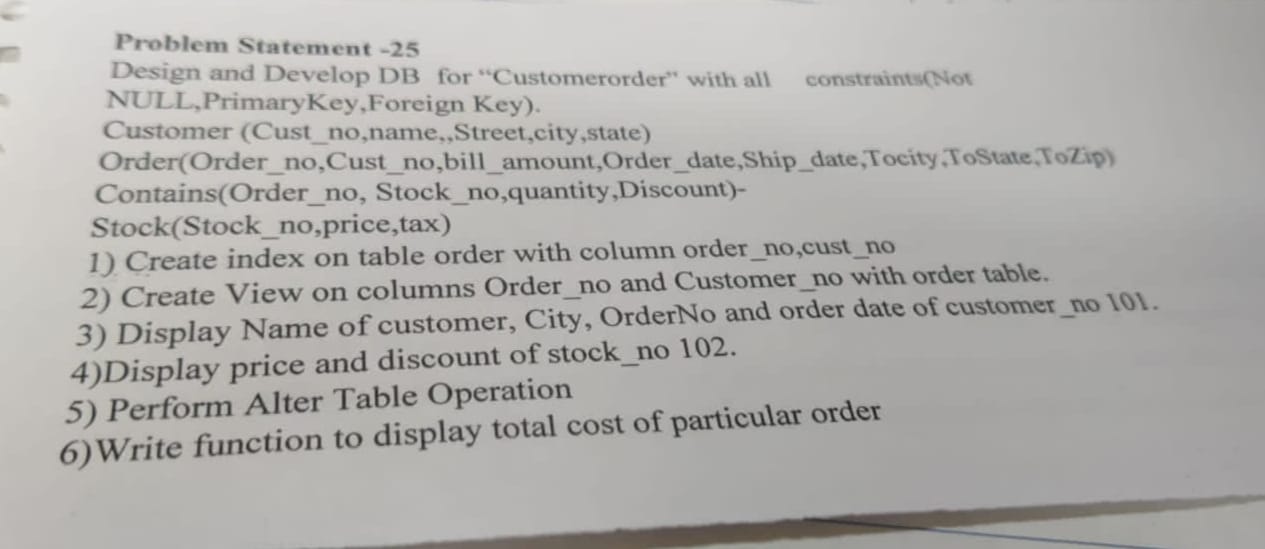 Problem Statement -25
Design and Develop DB for “Customerorder” with all constraints(Not
NULL,PrimaryKey,Foreign Key).
Customer (Cust_no,name,,Street,city,state)
Order(Order_no,Cust_no,bill_amount,Order_date,Ship_date,Tocity,ToState,ToZip)
Contains(Order_no, Stock_no,quantity,Discount)-
Stock(Stock_no,price,tax)
1) Create index on table order with column order_no,cust_no
2) Create View on columns Order_no and Customer_no with order table.
3) Display Name of customer, City, OrderNo and order date of customer_no 101.
4)Display price and discount of stock_no 102.
5) Perform Alter Table Operation
6)Write function to display total cost of particular order